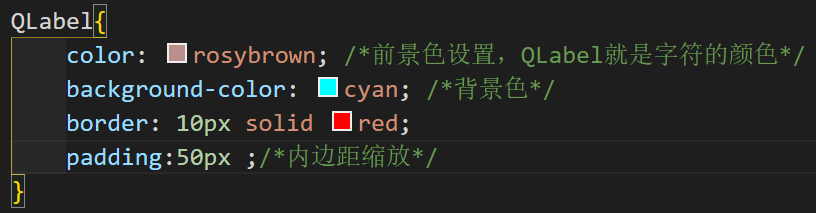 QLabel{
color: rosybrown; /*前景色设置，QLabel就是字符的颜色*/
background-color: cyan; /*背景色*/
border: 10px solid red;
padding:50px ;/*内边距缩放*/
}